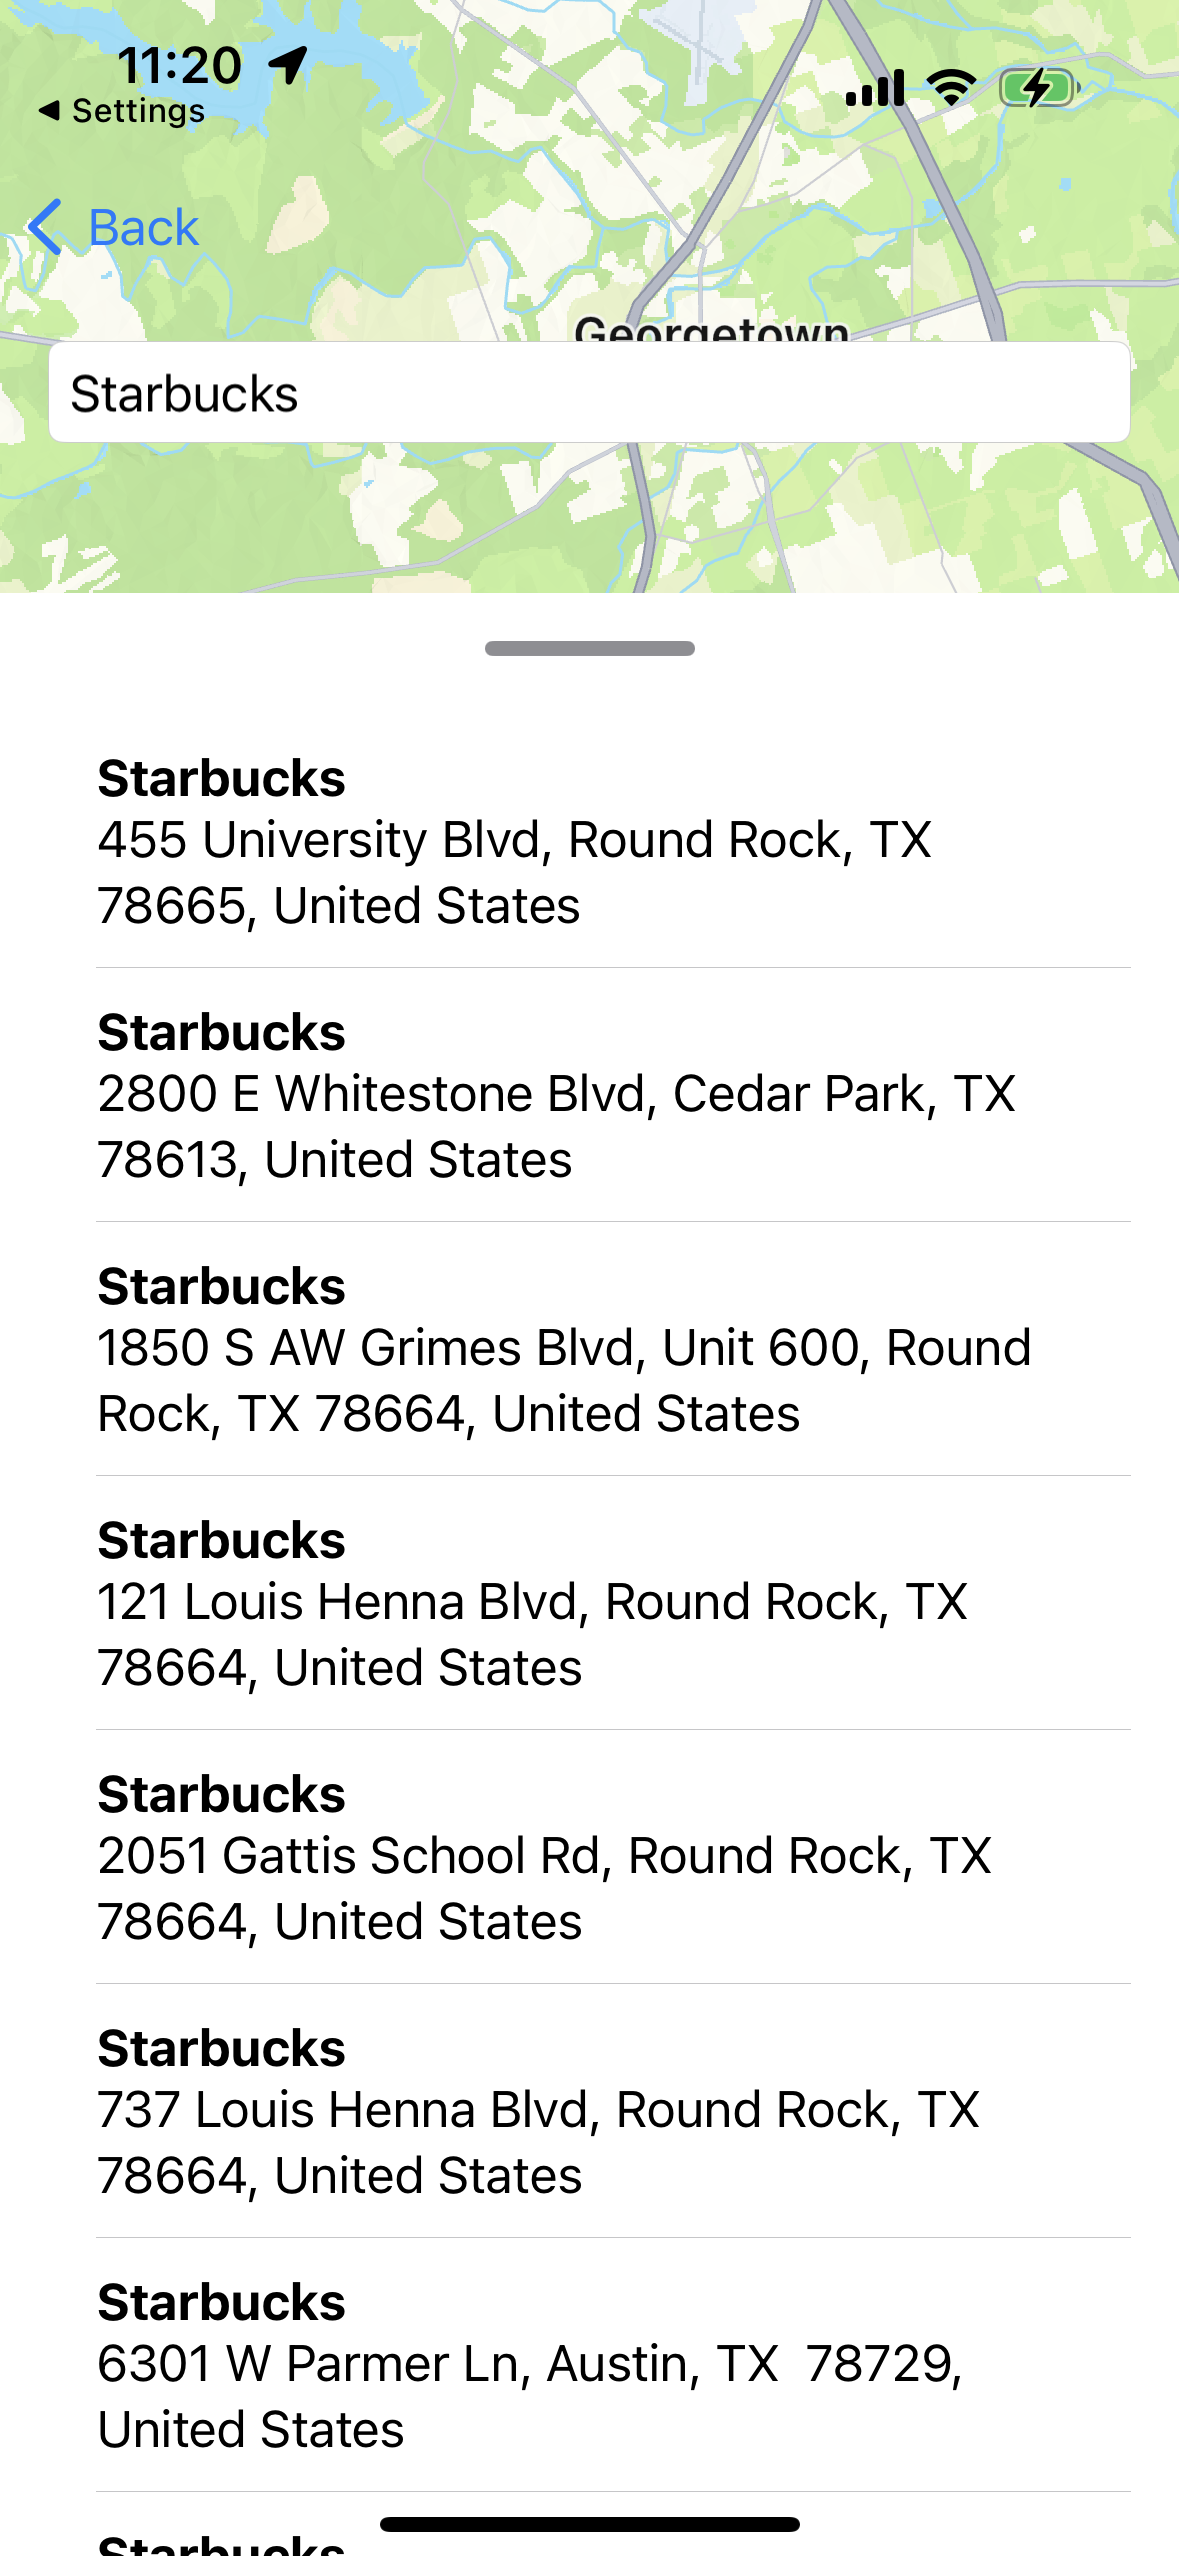 11:20
◀ Settings
Back
Georgetown
Starbucks
Starbucks
455 University Blvd, Round Rock, TX
78665, United States
Starbucks
2800 E Whitestone Blvd, Cedar Park, TX
78613, United States
Starbucks
1850 S AW Grimes Blvd, Unit 600, Round
Rock, TX 78664, United States
Starbucks
121 Louis Henna Blvd, Round Rock, TX
78664, United States
Starbucks
2051 Gattis School Rd, Round Rock, TX
78664, United States
Starbucks
737 Louis Henna Blvd, Round Rock, TX
78664, United States
Starbucks
6301 W Parmer Ln, Austin, TX  78729,
United States
Starbucks